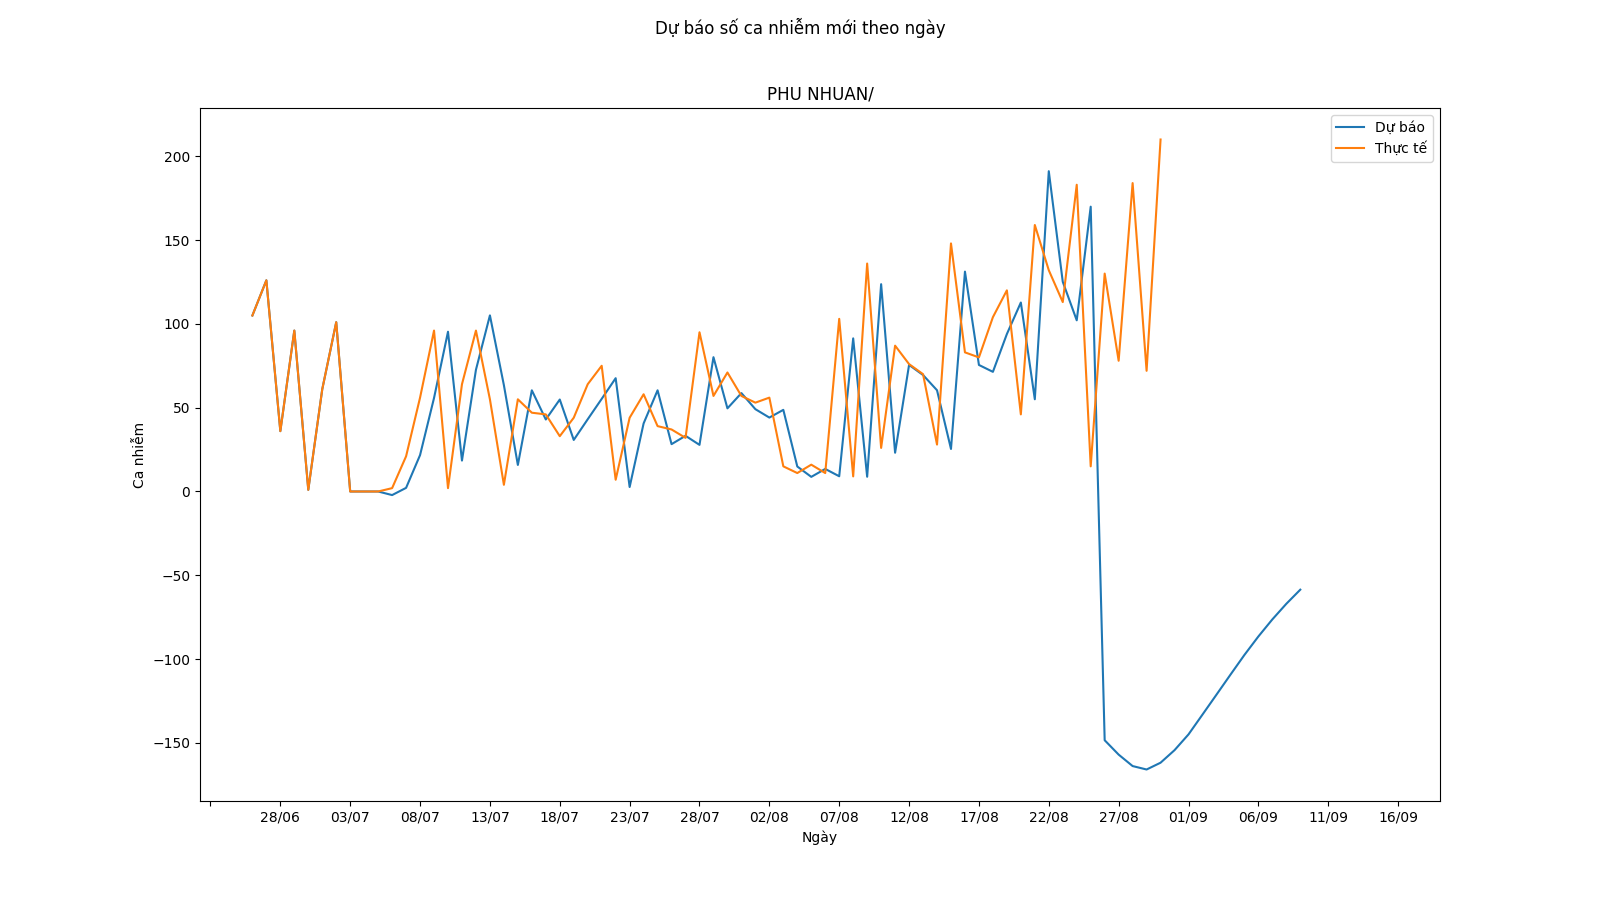 Dự báo số ca nhiễm mới theo ngày
PHU NHUAN/
Dự báo
Thực tế
200
150
100
50
0
−50
−100
−150
Ca nhiễm
28/06 03/07 08/07 13/07 18/07 23/07 28/07 02/08 07/08 12/08 17/08 22/08 27/08 01/09 06/09 11/09 16/09
Ngày